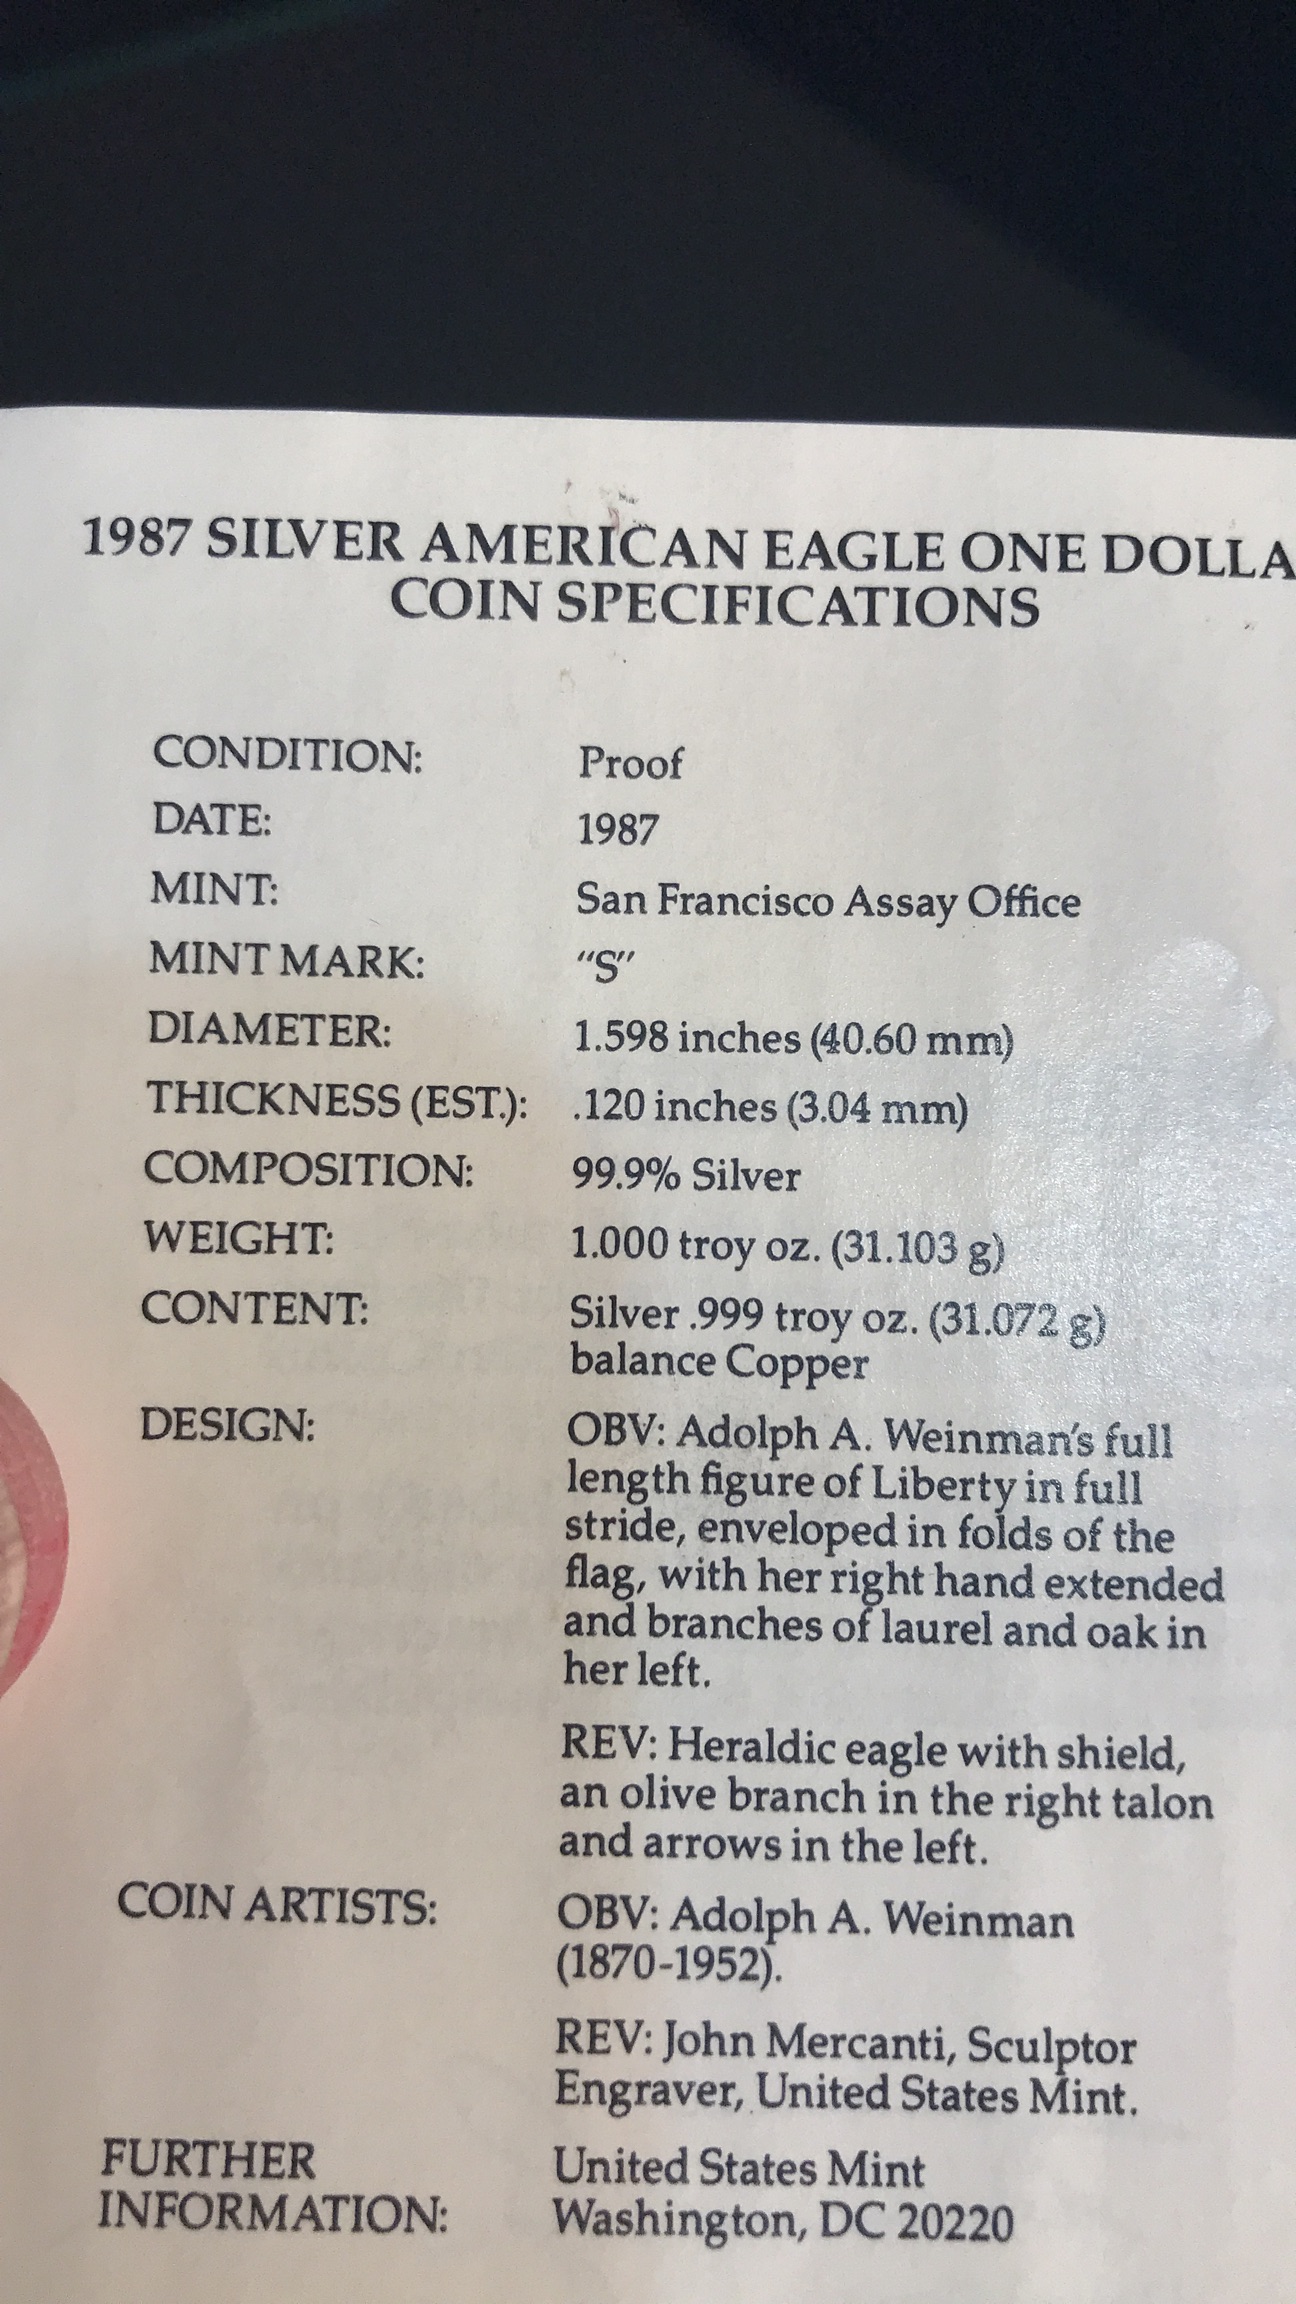 1987 SILVER AMERICAN EAGLE ONE DOLLA
COIN SPECIFICATIONS
CONDITION: Proof
DATE: 1987
MINT: San Francisco Assay Office
MINT MARK: "S"
DIAMETER: 1.598 inches (40.60 mm)
THICKNESS (EST.): .120 inches (3.04 mm)
COMPOSITION: 99.9% Silver
WEIGHT: 1.000 troy oz. (31.103 g)
CONTENT: Silver .999 troy oz. (31.072 g)
balance Copper
DESIGN: OBV: Adolph A. Weinman's full
length figure of Liberty in full
stride, enveloped in folds of the
flag, with her right hand extended
and branches of laurel and oak in
her left.
REV: Heraldic eagle with shield,
an olive branch in the right talon
and arrows in the left.
COIN ARTISTS: OBV: Adolph A. Weinman
(1870-1952).
REV: John Mercanti, Sculptor
Engraver, United States Mint.
FURTHER United States Mint
INFORMATION: Washington, DC 20220